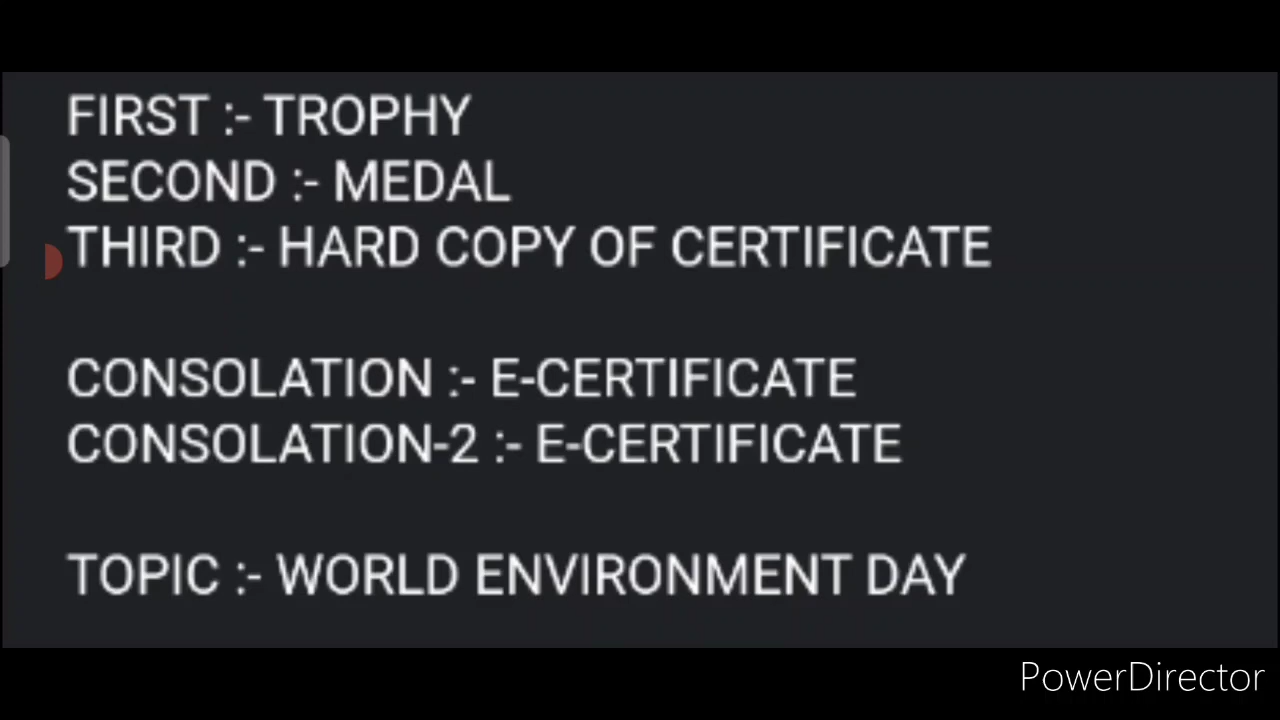 FIRST :- TROPHY
SECOND :- MEDAL
THIRD :- HARD COPY OF CERTIFICATE
CONSOLATION :- E-CERTIFICATE
CONSOLATION-2 :- E-CERTIFICATE
TOPIC :- WORLD ENVIRONMENT DAY
PowerDirector